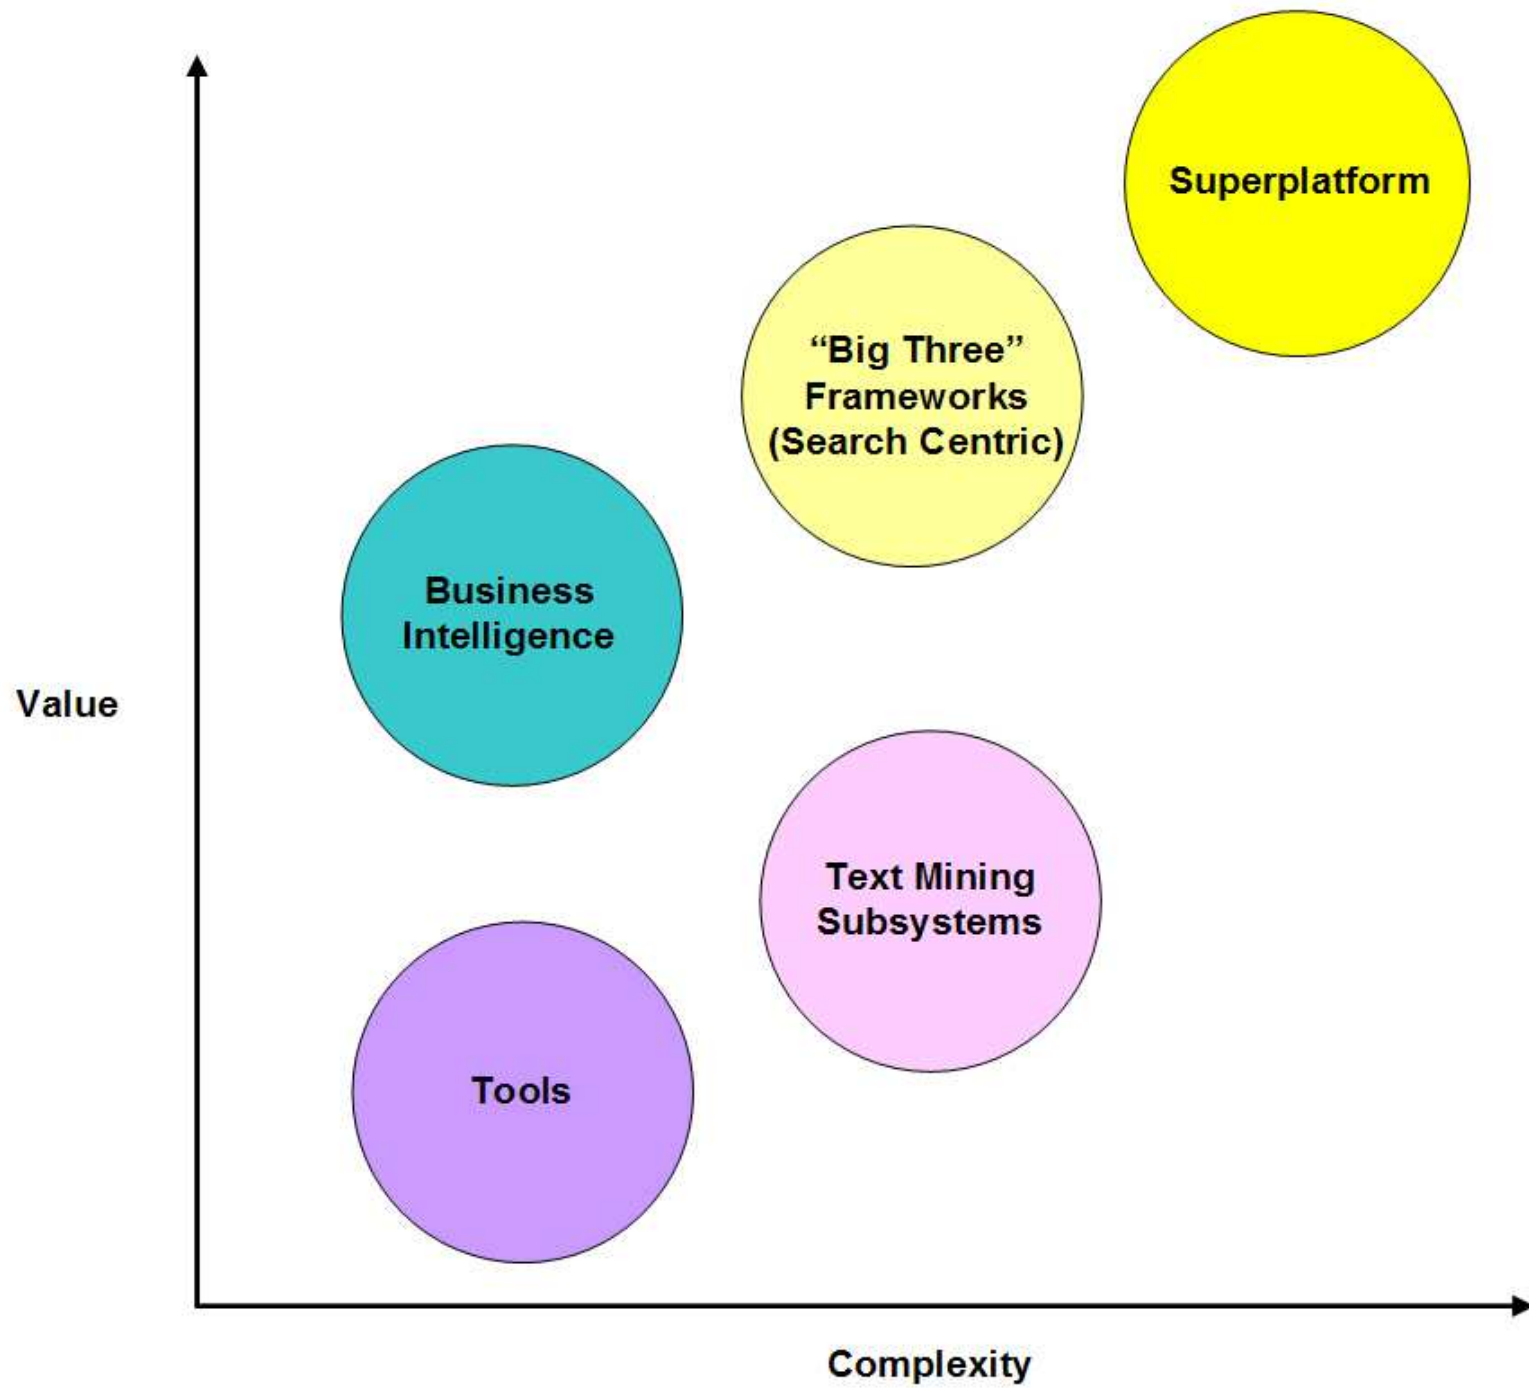 Superplatform
“Big Three”
Frameworks
(Search Centric)
Business
Intelligence
Value
Text Mining
Subsystems
Tools
Complexity